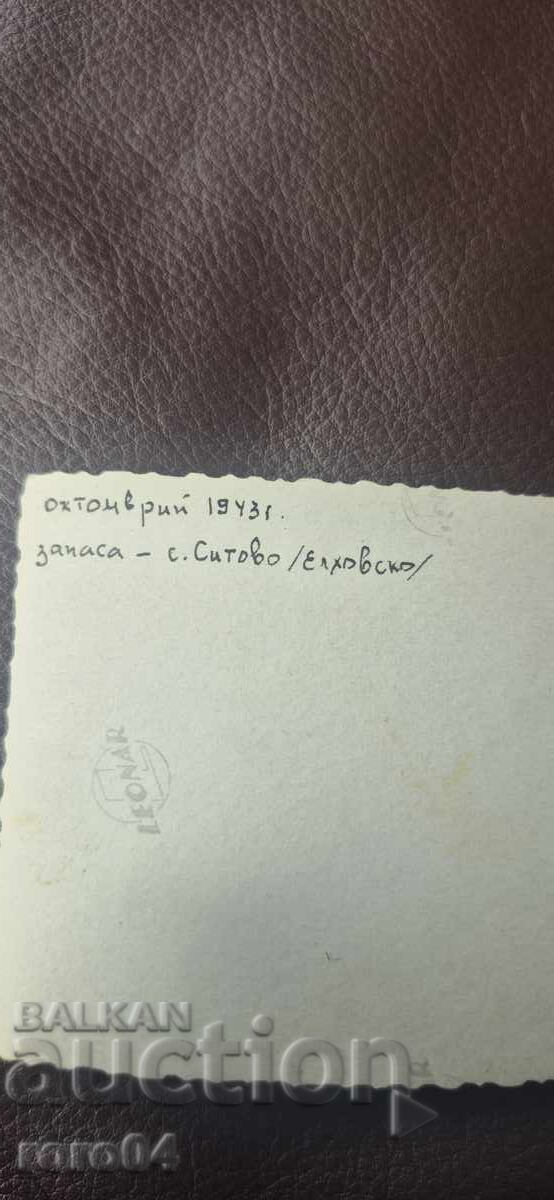 октомврий 1943г.
запаса - с. Ситово /Елховско/
LEONAR
BALKAN
auction
roro04